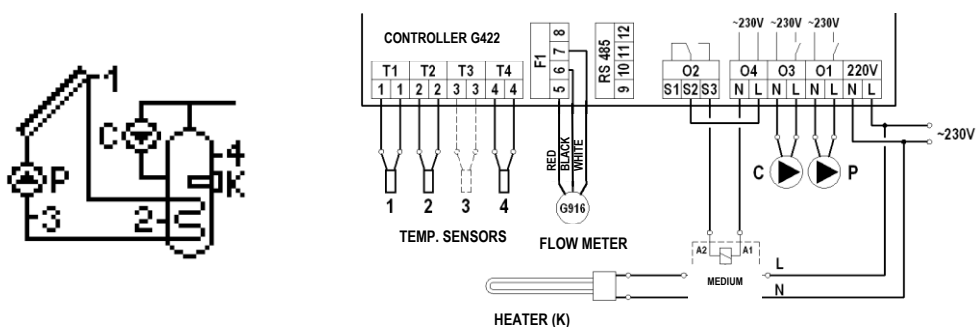 1
C
4
P
K
3
2
CONTROLLER G422
T1 T2 T3 T4
1 1 2 2 3 3 4 4
F1
8
7
6
5
RS 485
12
11
10
9
~230V ~230V ~230V
O2
S1 S2 S3
O4 O3 O1 220V
N L N L N L N L
~230V
RED
BLACK
WHITE
G916
C
P
1 2 3 4
TEMP. SENSORS
FLOW METER
A2 A1
MEDIUM
L
N
HEATER (K)